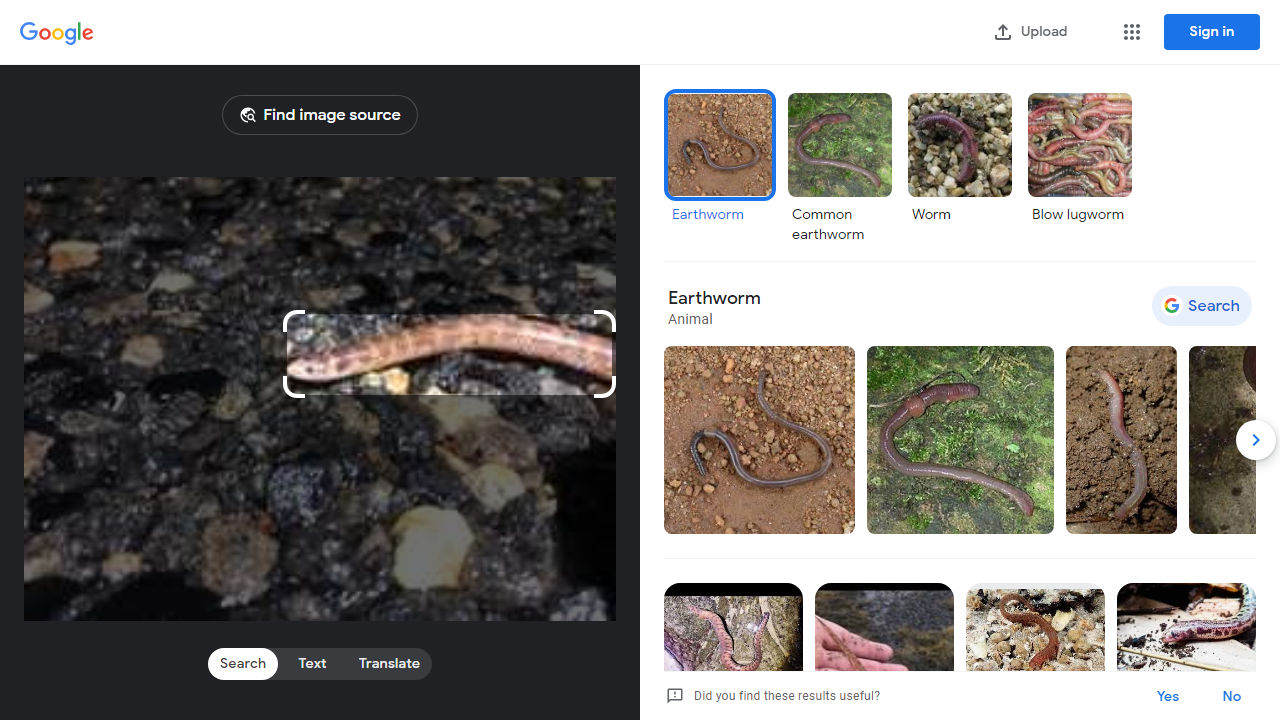 Google
Upload
Sign in
Find image source
Earthworm
Common
earthworm
Worm
Blow lugworm
Earthworm
Animal
Search
Search
Text
Translate
Did you find these results useful?
Yes
No